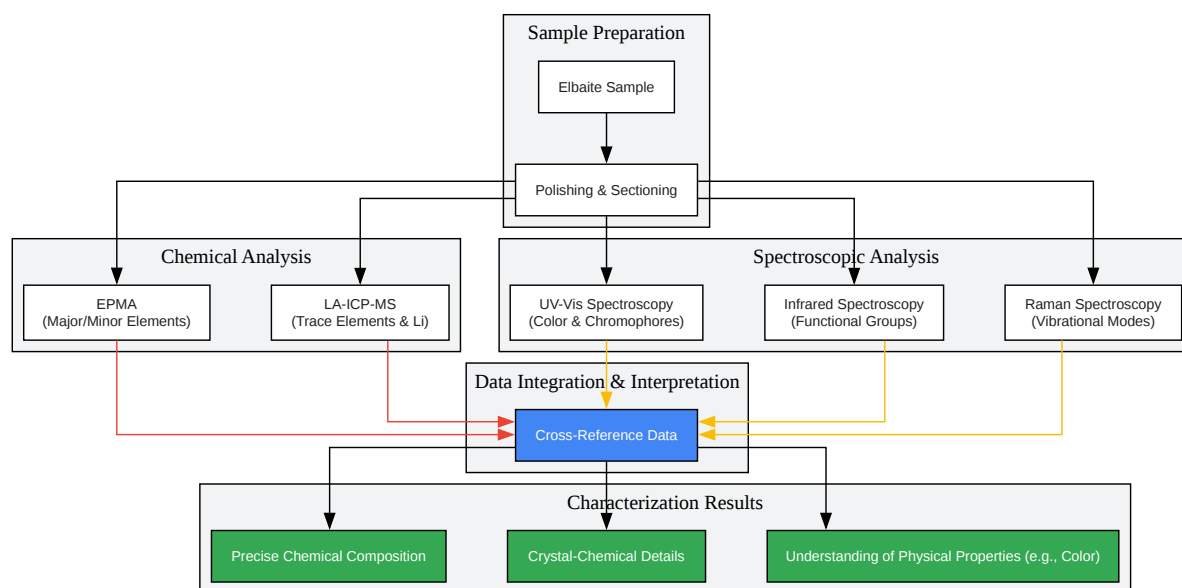 Sample Preparation
Elbaite Sample
Polishing & Sectioning
Chemical Analysis
EPMA
(Major/Minor Elements)
LA-ICP-MS
(Trace Elements & Li)
Spectroscopic Analysis
UV-Vis Spectroscopy
(Color & Chromophores)
Infrared Spectroscopy
(Functional Groups)
Raman Spectroscopy
(Vibrational Modes)
Data Integration & Interpretation
Cross-Reference Data
Characterization Results
Precise Chemical Composition
Crystal-Chemical Details
Understanding of Physical Properties (e.g., Color)